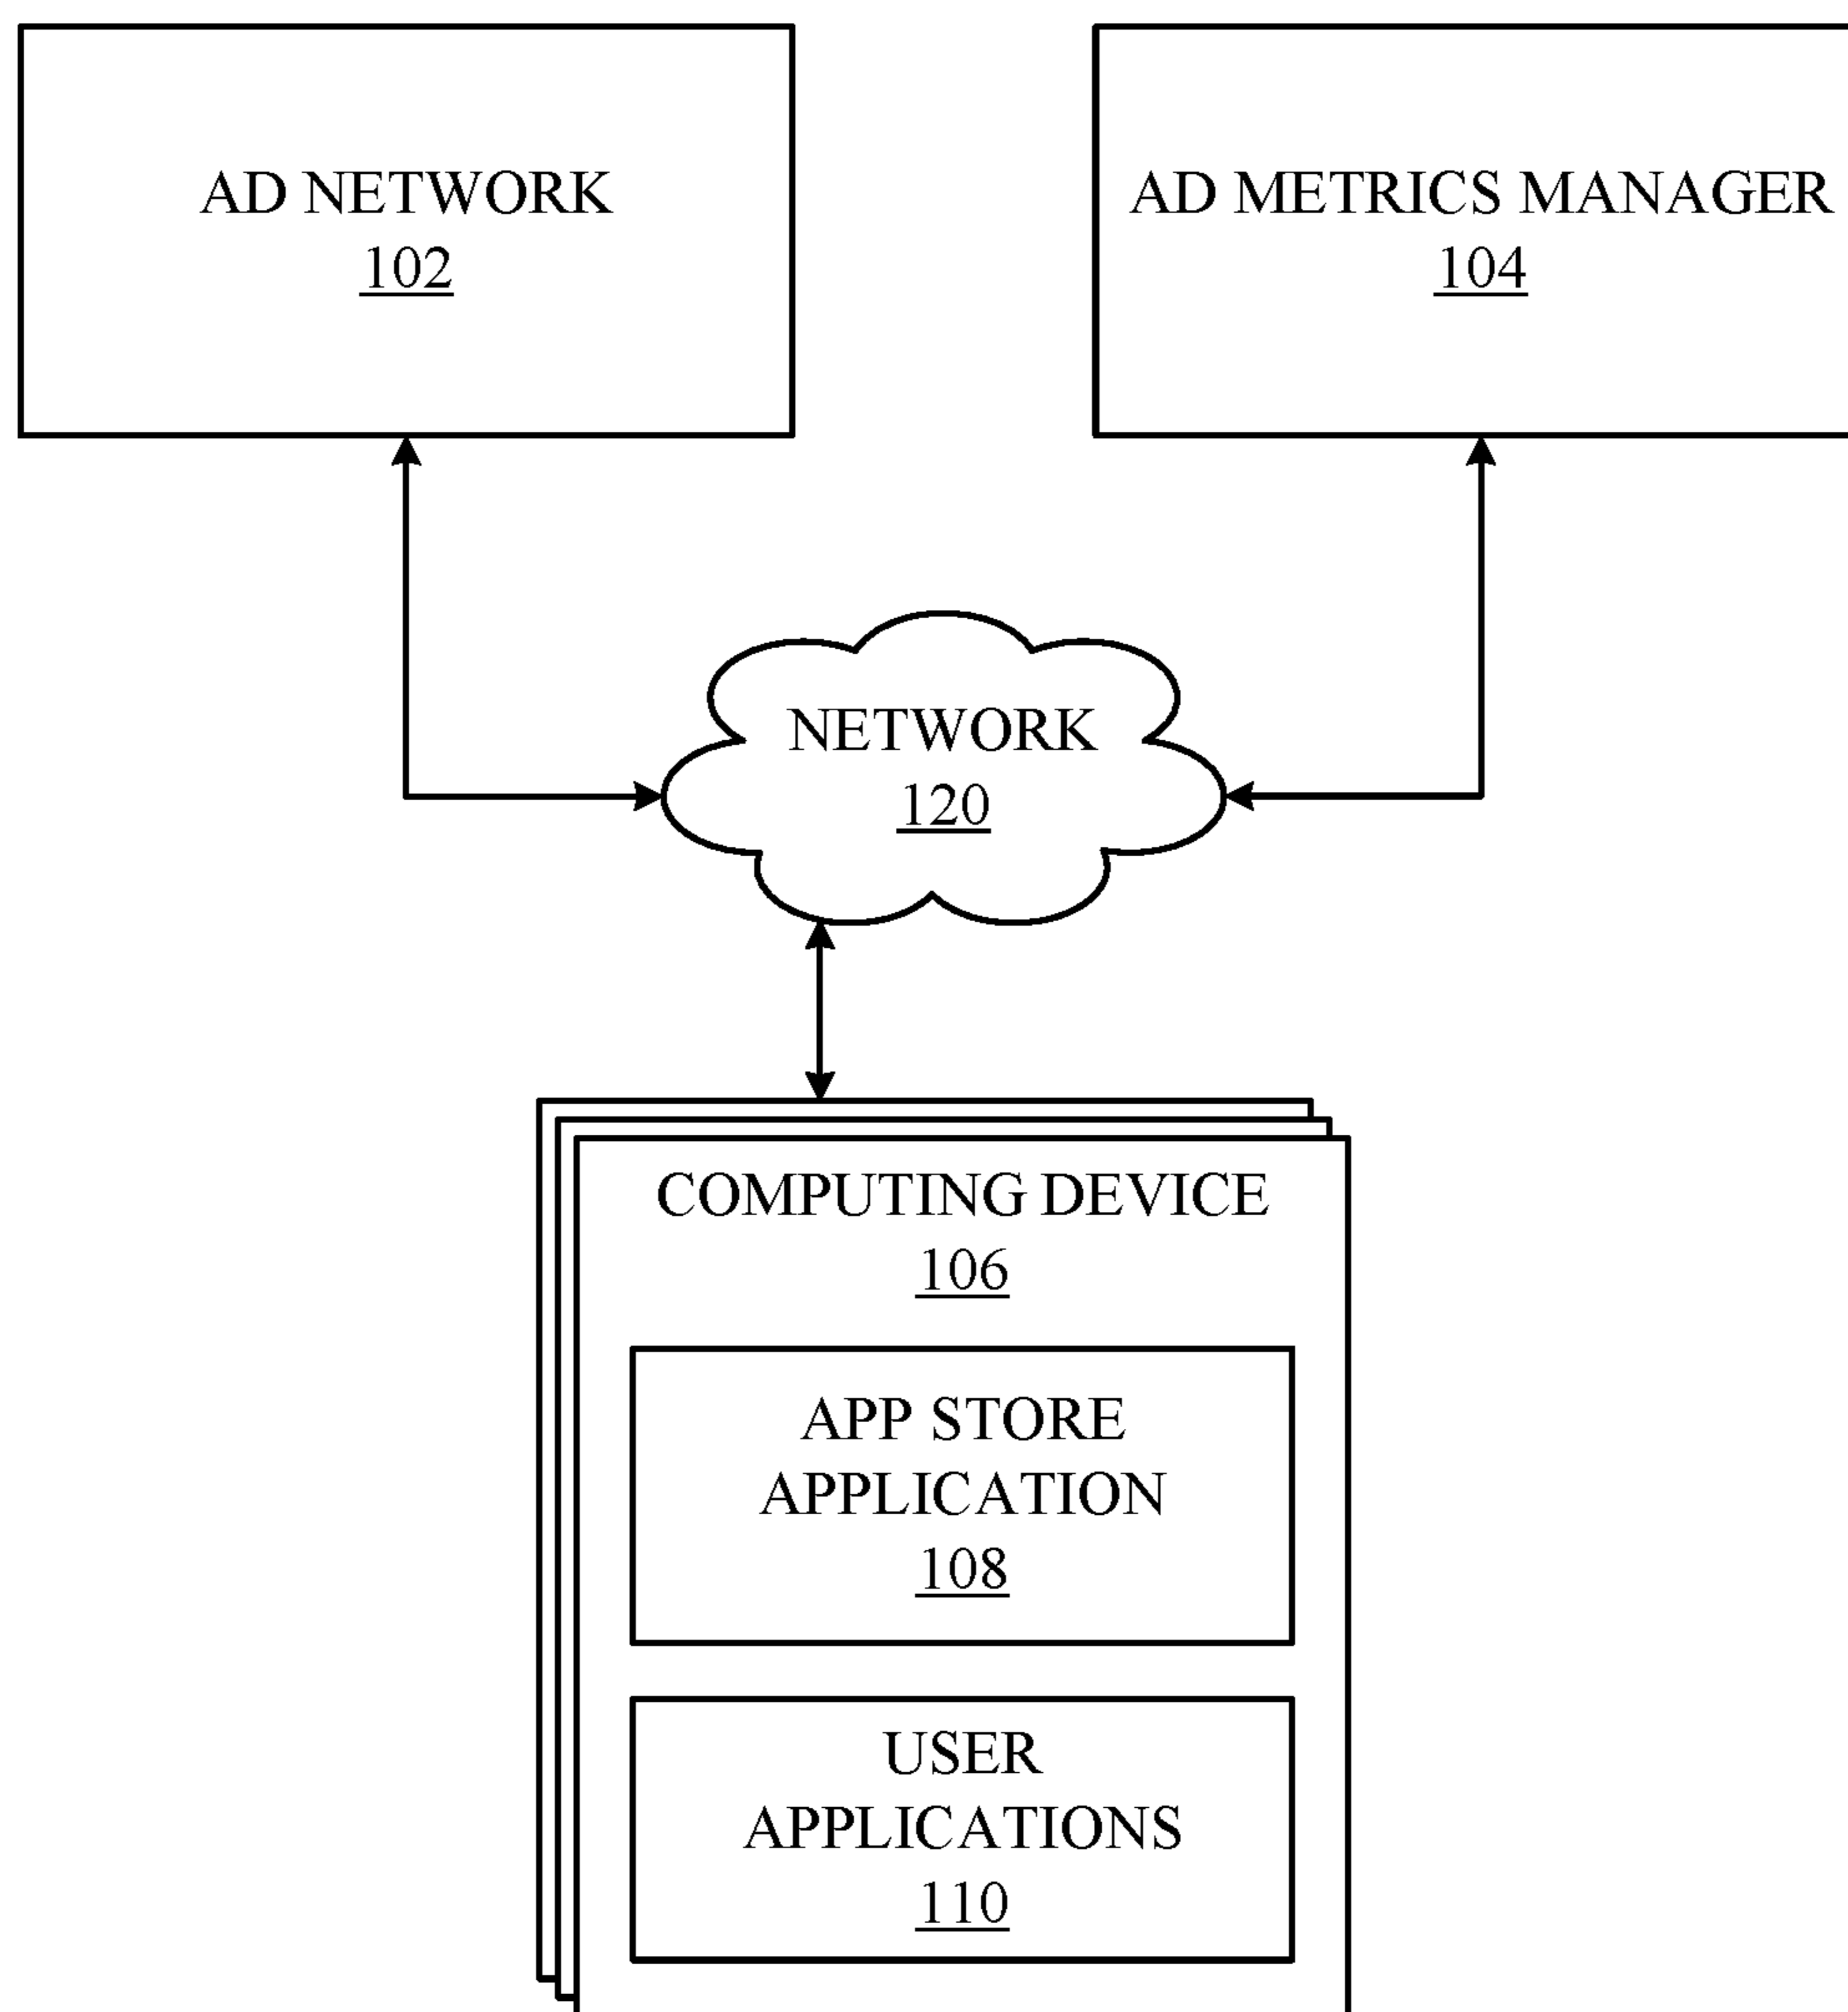 AD NETWORK
102
AD METRICS MANAGER
104
NETWORK
120
COMPUTING DEVICE
106
APP STORE
APPLICATION
108
USER
APPLICATIONS
110